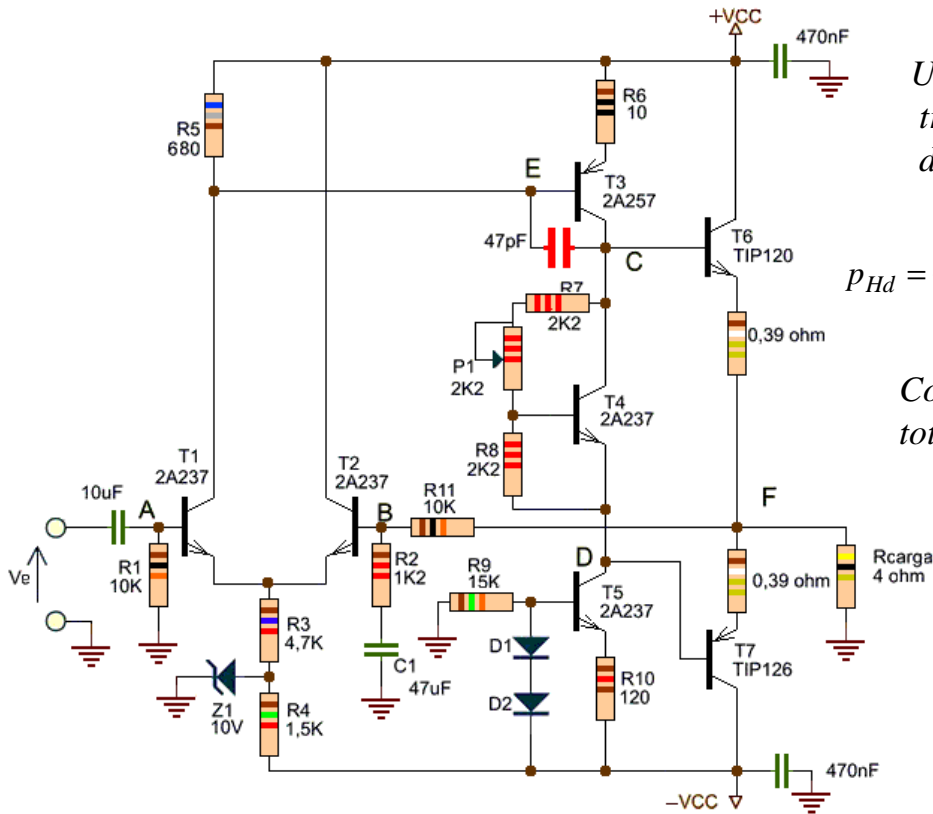 +VCC
470nF
R5
680
R6
10
E
T3
2A257
47pF
C
T6
TIP120
R7
2K2
0,39 ohm
P1
2K2
T4
2A237
R8
2K2
T1
2A237
T2
2A237
10uF
A
B
R11
10K
F
R1
10K
R2
1K2
R9
15K
D
T5
2A237
0,39 ohm
Rcarga
4 ohm
Ve
R3
4,7K
C1
47uF
D1
D2
R10
120
T7
TIP126
Z1
10V
R4
1,5K
470nF
−VCC
U
d
pHd =
Co
tot